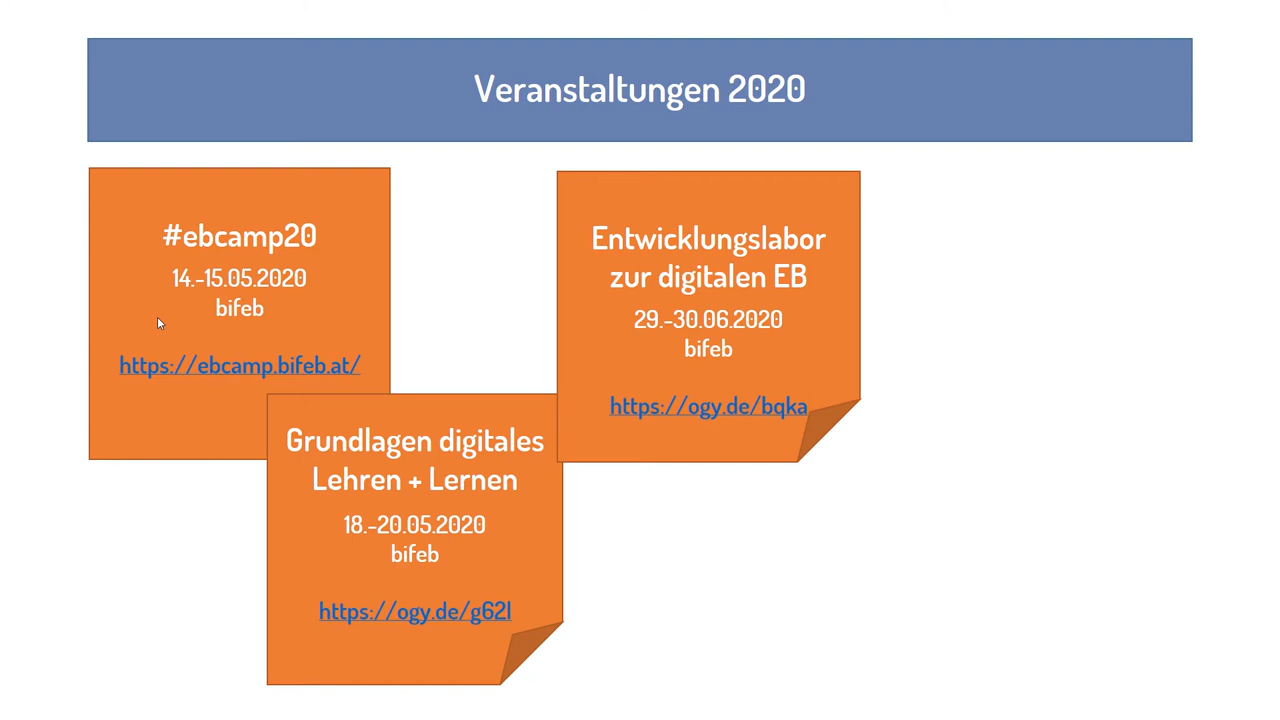 Veranstaltungen 2020
#ebcamp20
14.-15.05.2020
bifeb
https://ebcamp.bifeb.at/
Grundlagen digitales
Lehren + Lernen
18.-20.05.2020
bifeb
https://ogy.de/g62l
Entwicklungslabor
zur digitalen EB
29.-30.06.2020
bifeb
https://ogy.de/bqka